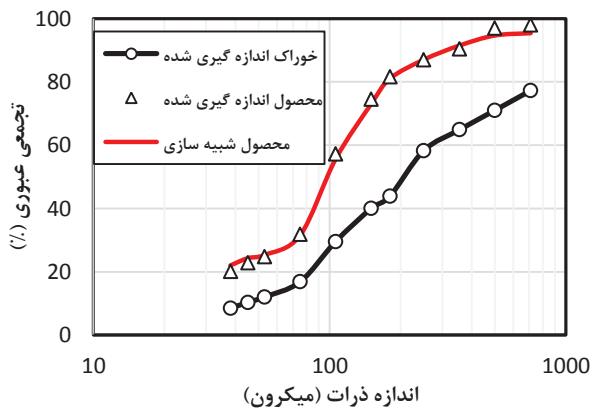 100
80
60
40
20
0
تجمعی عبوری (%)
خوراک اندازه گیری شده
محصول اندازه گیری شده
محصول شبیه سازی
10
100
1000
اندازه ذرات (میکرون)